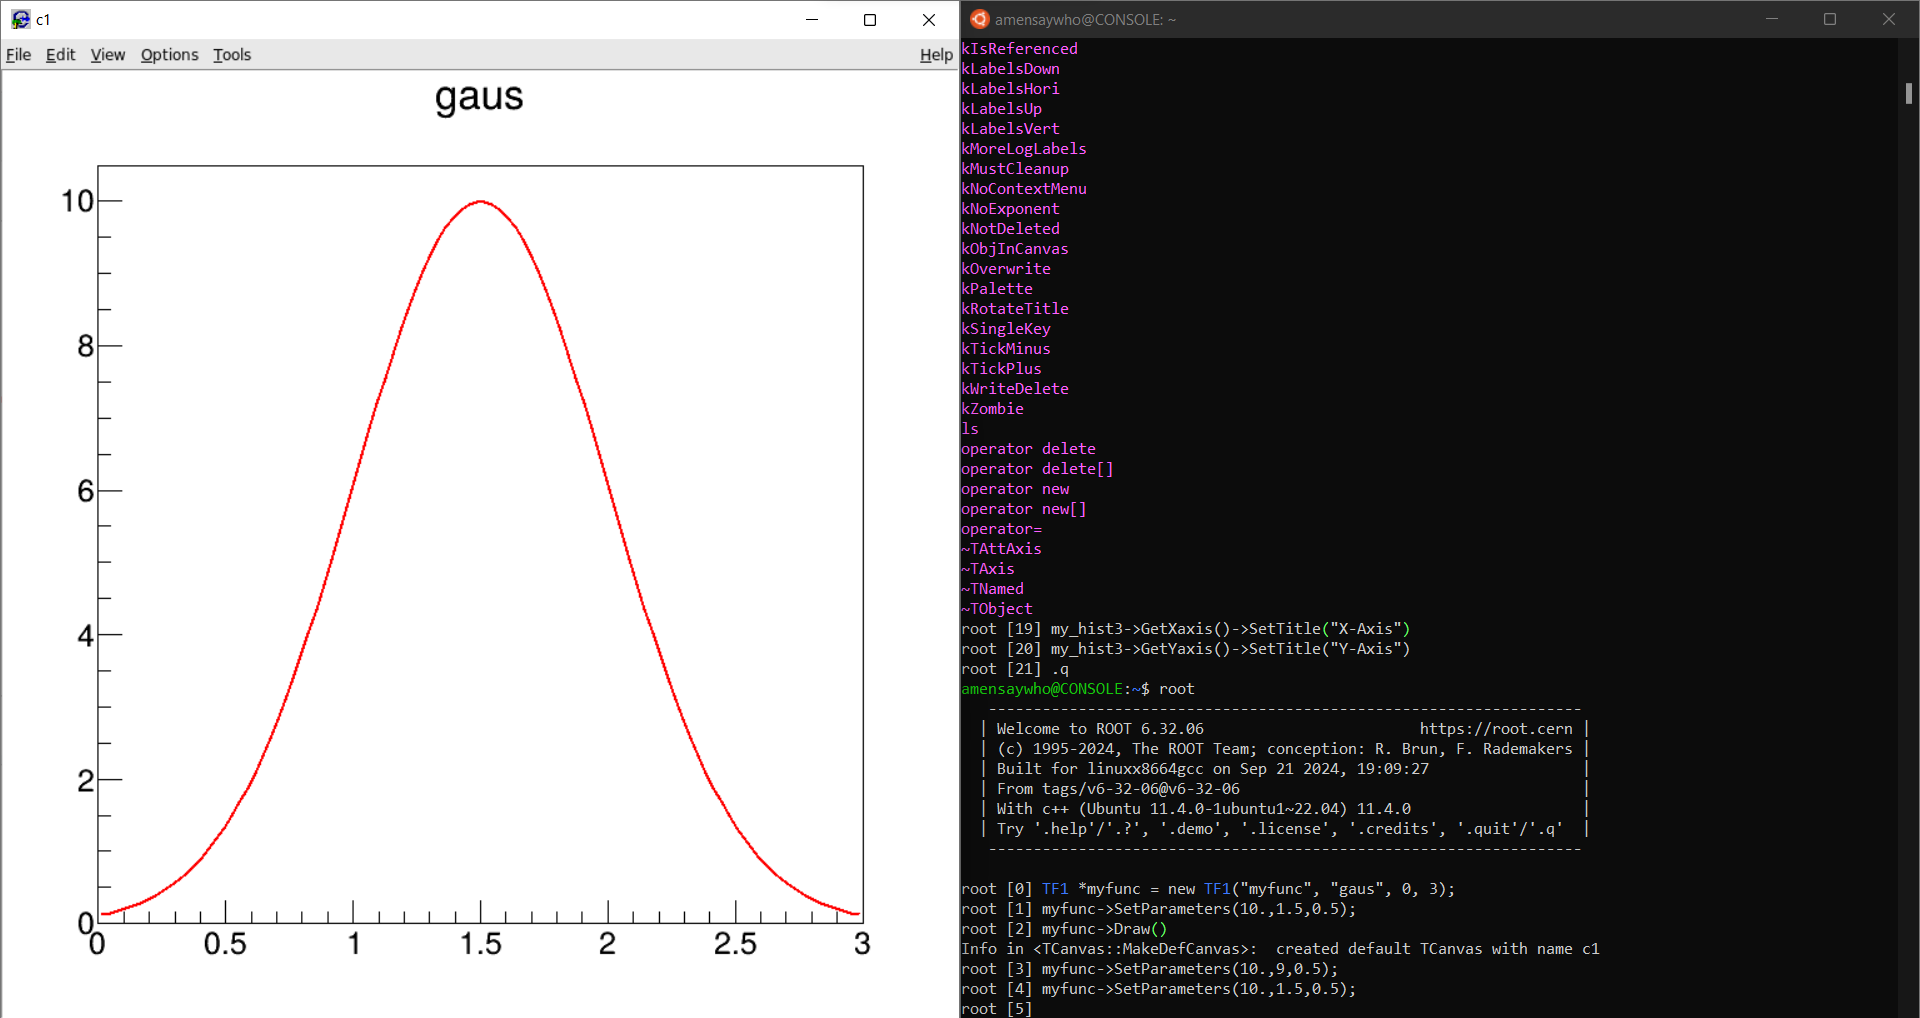 c1
File Edit View Options Tools Help
gaus
10
8
6
4
2
0
0 0.5 1 1.5 2 2.5 3
amensaywho@CONSOLE: ~
kIsReferenced
kLabelsDown
kLabelsHori
kLabelsUp
kLabelsVert
kMoreLogLabels
kMustCleanup
kNoContextMenu
kNoExponent
kNotDeleted
kObjInCanvas
kOverwrite
kPalette
kRotateTitle
kSingleKey
kTickMinus
kTickPlus
kWriteDelete
kZombie
ls
operator delete
operator delete[]
operator new
operator new[]
operator=
~TAttAxis
~TAxis
~TNamed
~TObject
root [19] my_hist3->GetXaxis()->SetTitle("X-Axis")
root [20] my_hist3->GetYaxis()->SetTitle("Y-Axis")
root [21] .q
amensaywho@CONSOLE:~$ root
------------------------------------------------------------------
| Welcome to ROOT 6.32.06                        https://root.cern |
| (c) 1995-2024, The ROOT Team; conception: R. Brun, F. Rademakers |
| Built for linuxx8664gcc on Sep 21 2024, 19:09:27                 |
| From tags/v6-32-06@v6-32-06                                      |
| With c++ (Ubuntu 11.4.0-1ubuntu1~22.04) 11.4.0                   |
| Try '.help'/'.?', '.demo', '.license', '.credits', '.quit'/'.q'  |
------------------------------------------------------------------
root [0] TF1 *myfunc = new TF1("myfunc", "gaus", 0, 3);
root [1] myfunc->SetParameters(10.,1.5,0.5);
root [2] myfunc->Draw()
Info in <TCanvas::MakeDefCanvas>:  created default TCanvas with name c1
root [3] myfunc->SetParameters(10.,9,0.5);
root [4] myfunc->SetParameters(10.,1.5,0.5);
root [5]